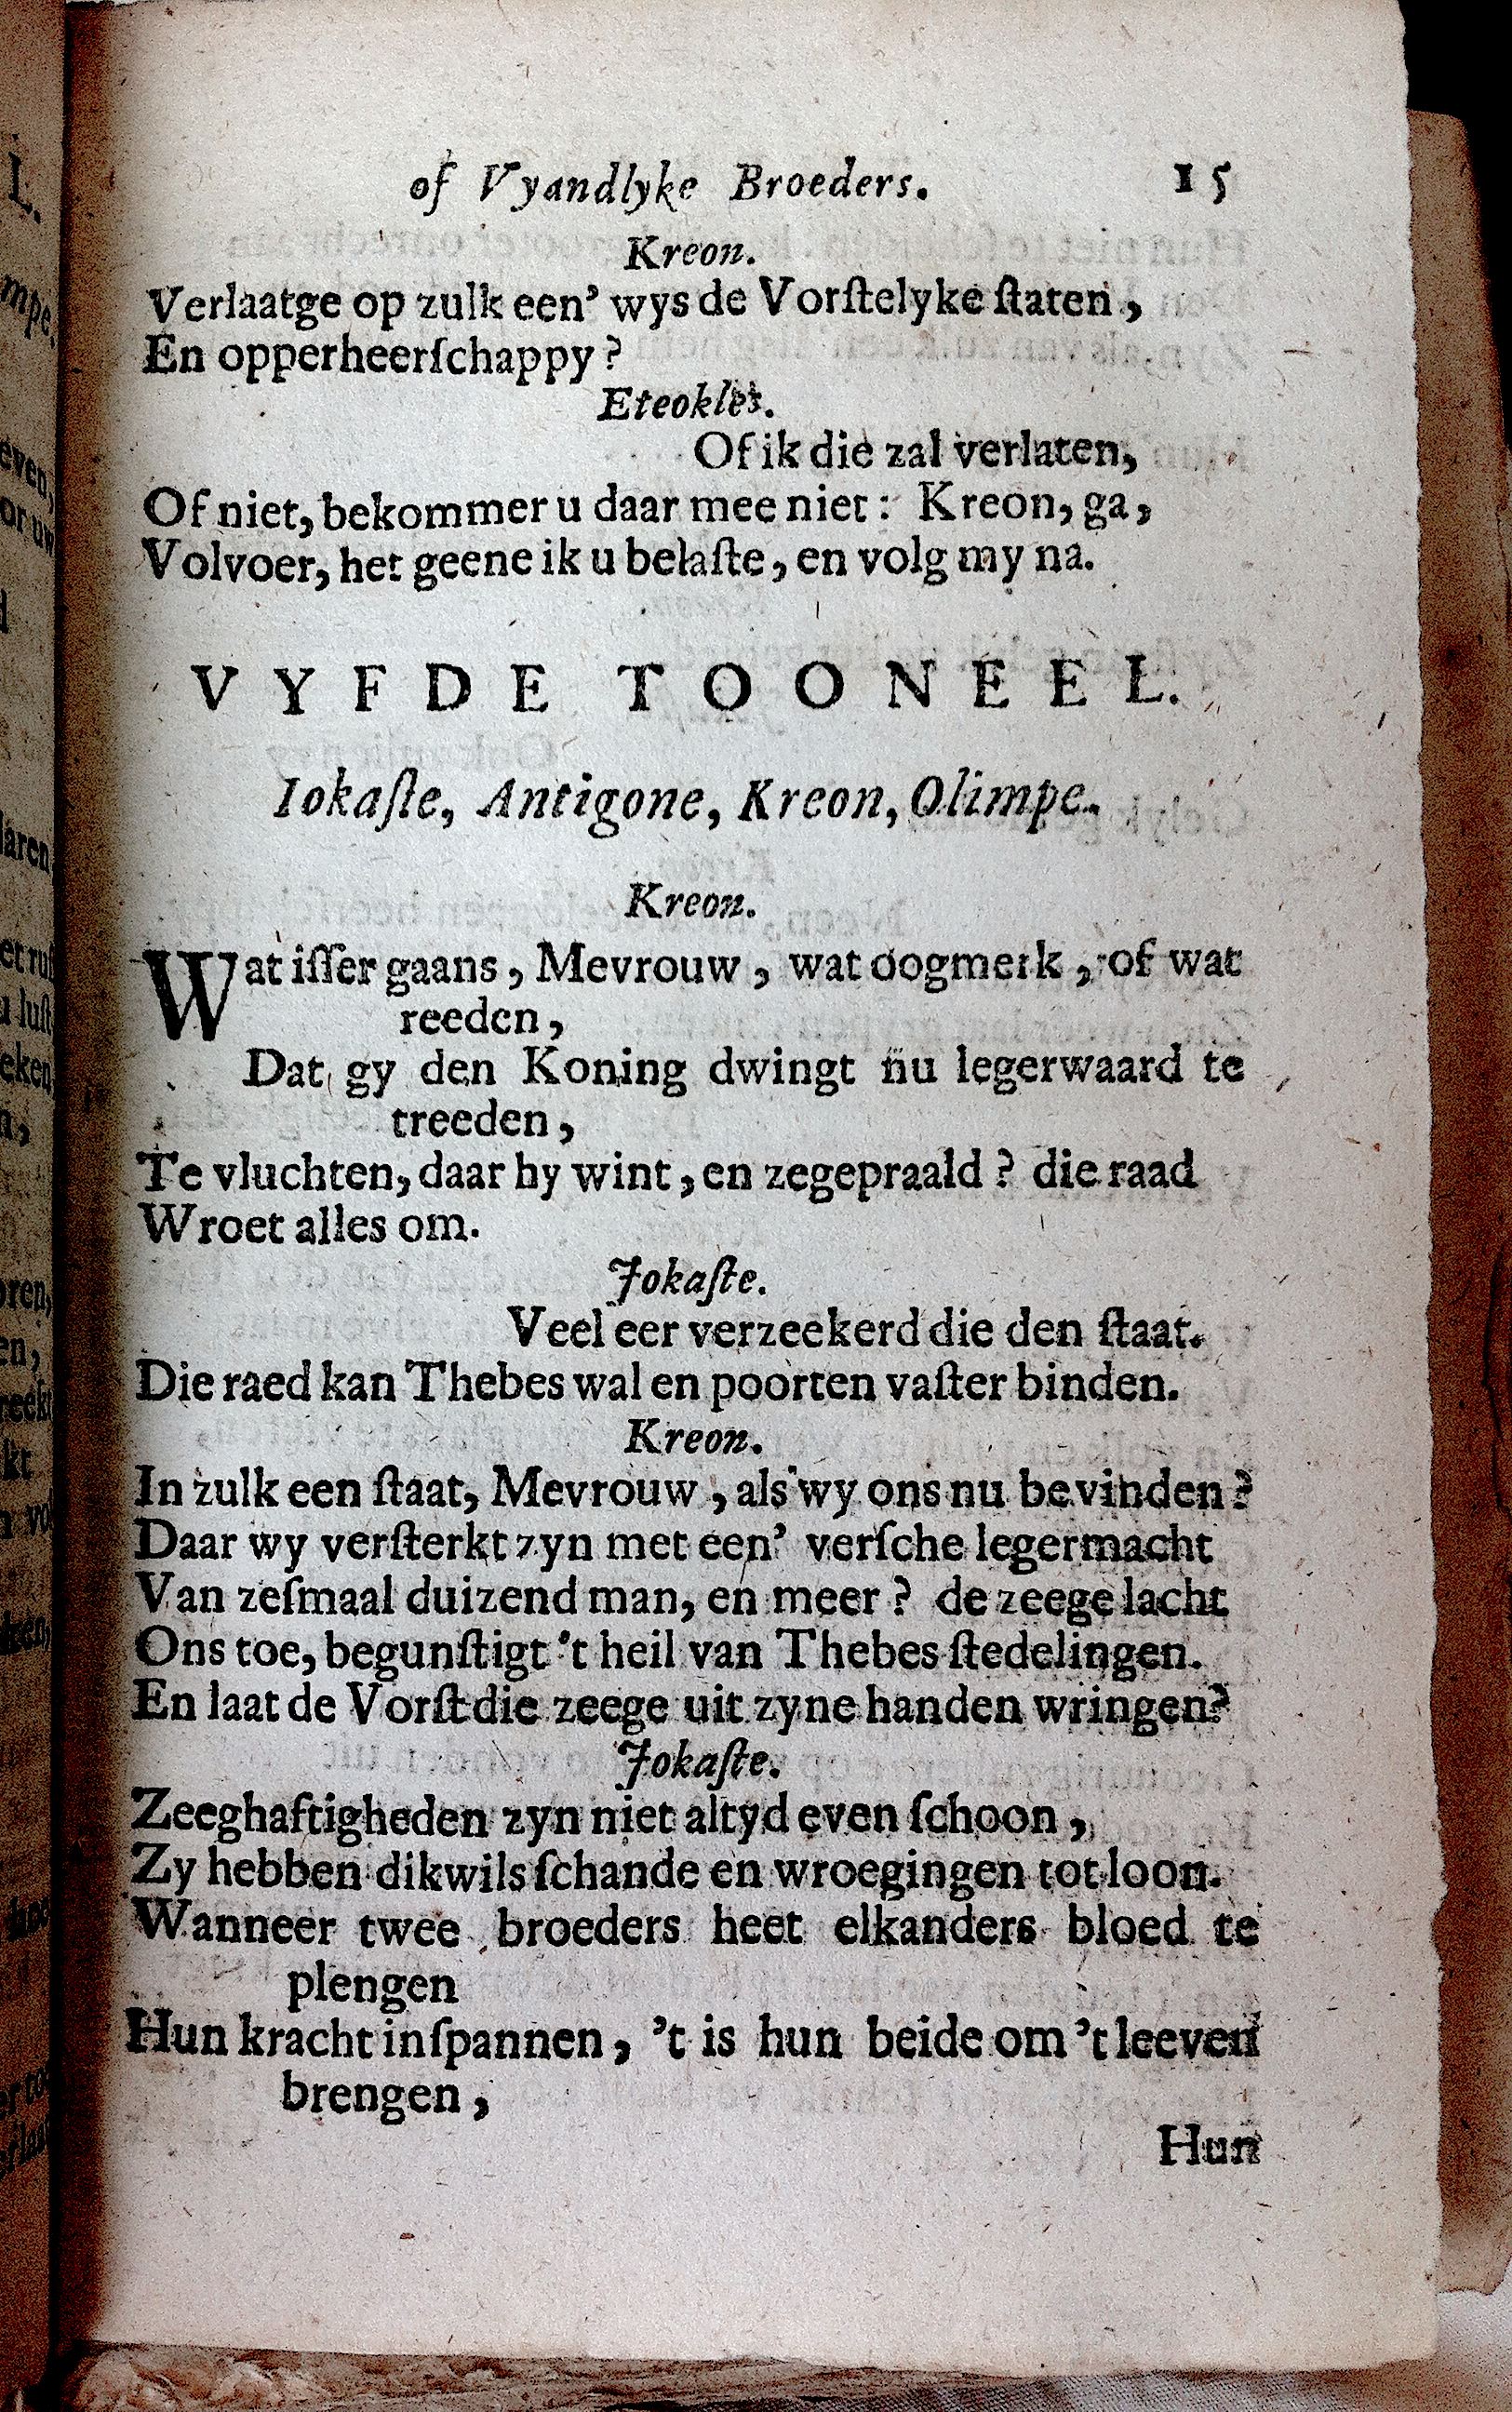 of Vyandlyke Broeders. 15
Kreon.
Verlaatge op zulk een' wys de Vorſtelyke ſtaten,
En opperheerſchappy?
Eteokles.
Of ik die zal verlaten,
Of niet, bekommer u daar mee niet: Kreon, ga,
Volvoer, het geene ik u belaſte, en volg my na.
VYFDE TOONEEL.
Iokaſte, Antigone, Kreon, Olimpe.
Kreon.
Wat iſſer gaans, Mevrouw, wat oogmerk, of wat
reeden,
Dat gy den Koning dwingt nu legerwaard te
treeden,
Te vluchten, daar hy wint, en zegepraald? die raad
Wroet alles om.
Jokaſte.
Veel eer verzeekerd die den ſtaat.
Die raed kan Thebes wal en poorten vaſter binden.
Kreon.
In zulk een ſtaat, Mevrouw, als wy ons nu bevinden?
Daar wy verſterkt zyn met een' verſche legermacht
Van zeſmaal duizend man, en meer? de zeege lacht
Ons toe, begunſtigt 't heil van Thebes ſtedelingen.
En laat de Vorſt die zeege uit zyne handen wringen?
Jokaſte.
Zeeghaftigheden zyn niet altyd even ſchoon,
Zy hebben dikwils ſchande en wroegingen tot loon.
Wanneer twee broeders heet elkanders bloed te
plengen
Hun kracht inſpannen, 't is hun beide om 't leeven
brengen,
Hun